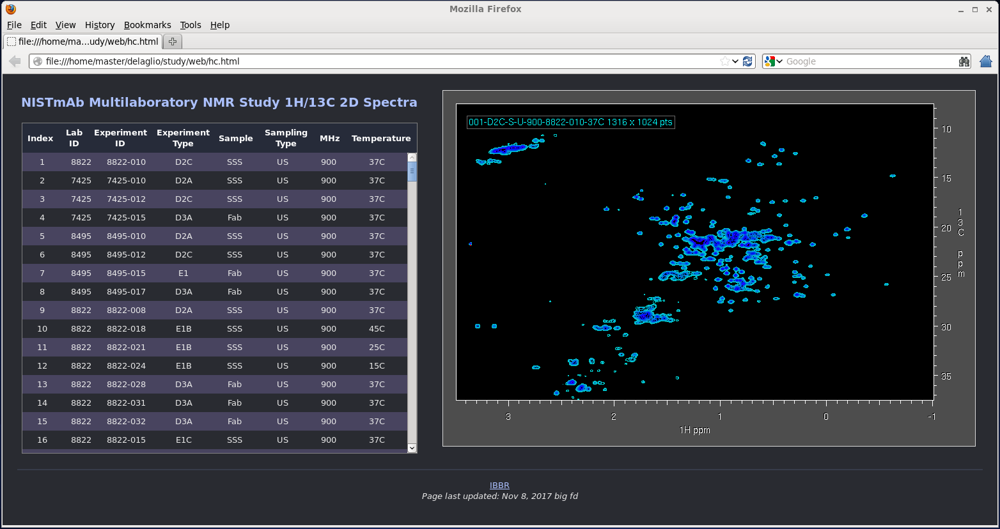 Mozilla Firefox
File Edit View History Bookmarks Tools Help
file:///home/ma...udy/web/hc.html
file:///home/master/delaglio/study/web/hc.html
Google
NISTmAb Multilaboratory NMR Study 1H/13C 2D Spectra
Index Lab ID Experiment ID Experiment Type Sample Sampling Type MHz Temperature
1 8822 8822-010 D2C SSS US 900 37C
2 7425 7425-010 D2A SSS US 900 37C
3 7425 7425-012 D2C SSS US 900 37C
4 7425 7425-015 D3A Fab US 900 37C
5 8495 8495-010 D2A SSS US 900 37C
6 8495 8495-012 D2C SSS US 900 37C
7 8495 8495-015 E1 Fab US 900 37C
8 8495 8495-017 D3A Fab US 900 37C
9 8822 8822-008 D2A SSS US 900 37C
10 8822 8822-018 E1B SSS US 900 45C
11 8822 8822-021 E1B SSS US 900 25C
12 8822 8822-024 E1B SSS US 900 15C
13 8822 8822-028 D3A Fab US 900 37C
14 8822 8822-031 D3A Fab US 900 37C
15 8822 8822-032 D3A Fab US 900 37C
16 8822 8822-015 E1C SSS US 900 37C
001-D2C-S-U-900-8822-010-37C 1316 x 1024 pts
10
15
20
25
30
35
13C ppm
3 2 1 0 -1
1H ppm
IBBR
Page last updated: Nov 8, 2017 big fd